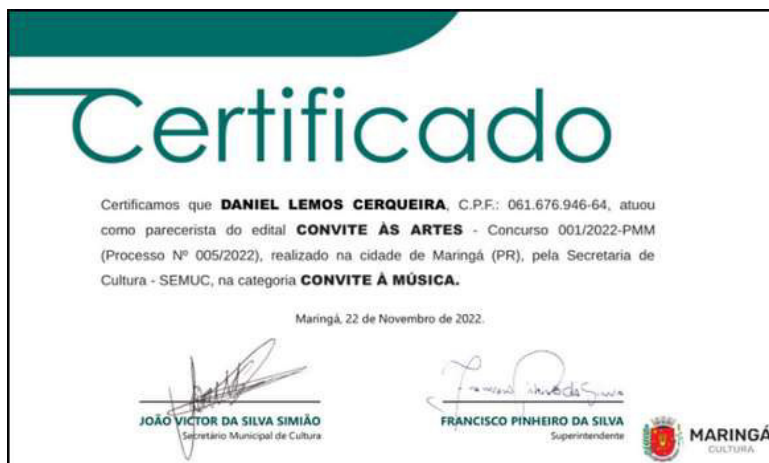 Certificado
Certificamos que DANIEL LEMOS CERQUEIRA, C.P.F.: 061.676.946-64, atuou
como parecerista do edital CONVITE ÀS ARTES - Concurso 001/2022-PMM
(Processo Nº 005/2022), realizado na cidade de Maringá (PR), pela Secretaria de
Cultura - SEMUC, na categoria CONVITE À MÚSICA.
Maringá, 22 de Novembro de 2022.
JOÃO VICTOR DA SILVA SIMIÃO
Secretário Municipal de Cultura
FRANCISCO PINHEIRO DA SILVA
Superintendente
MARINGÁ
CULTURA